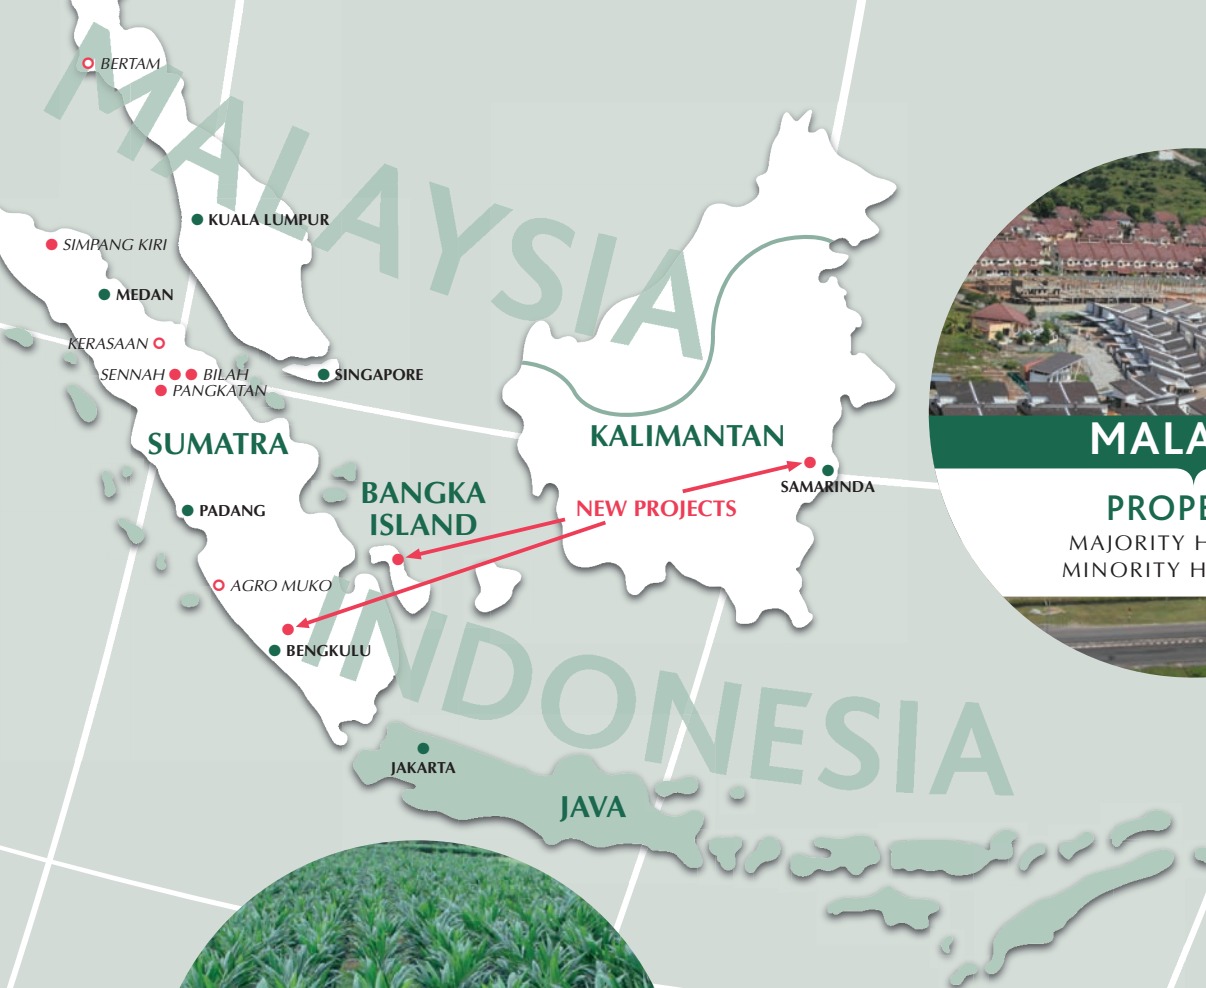 MALAYSIA
BERTAM
KUALA LUMPUR
SIMPANG KIRI
MEDAN
KERASAAN
SENNAH
BILAH
PANGKATAN
SINGAPORE
SUMATRA
KALIMANTAN
BANGKA
ISLAND
NEW PROJECTS
SAMARINDA
PADANG
AGRO MUKO
BENGKULU
INDONESIA
JAKARTA
JAVA
MALA
PROPE
MAJORITY H
MINORITY H